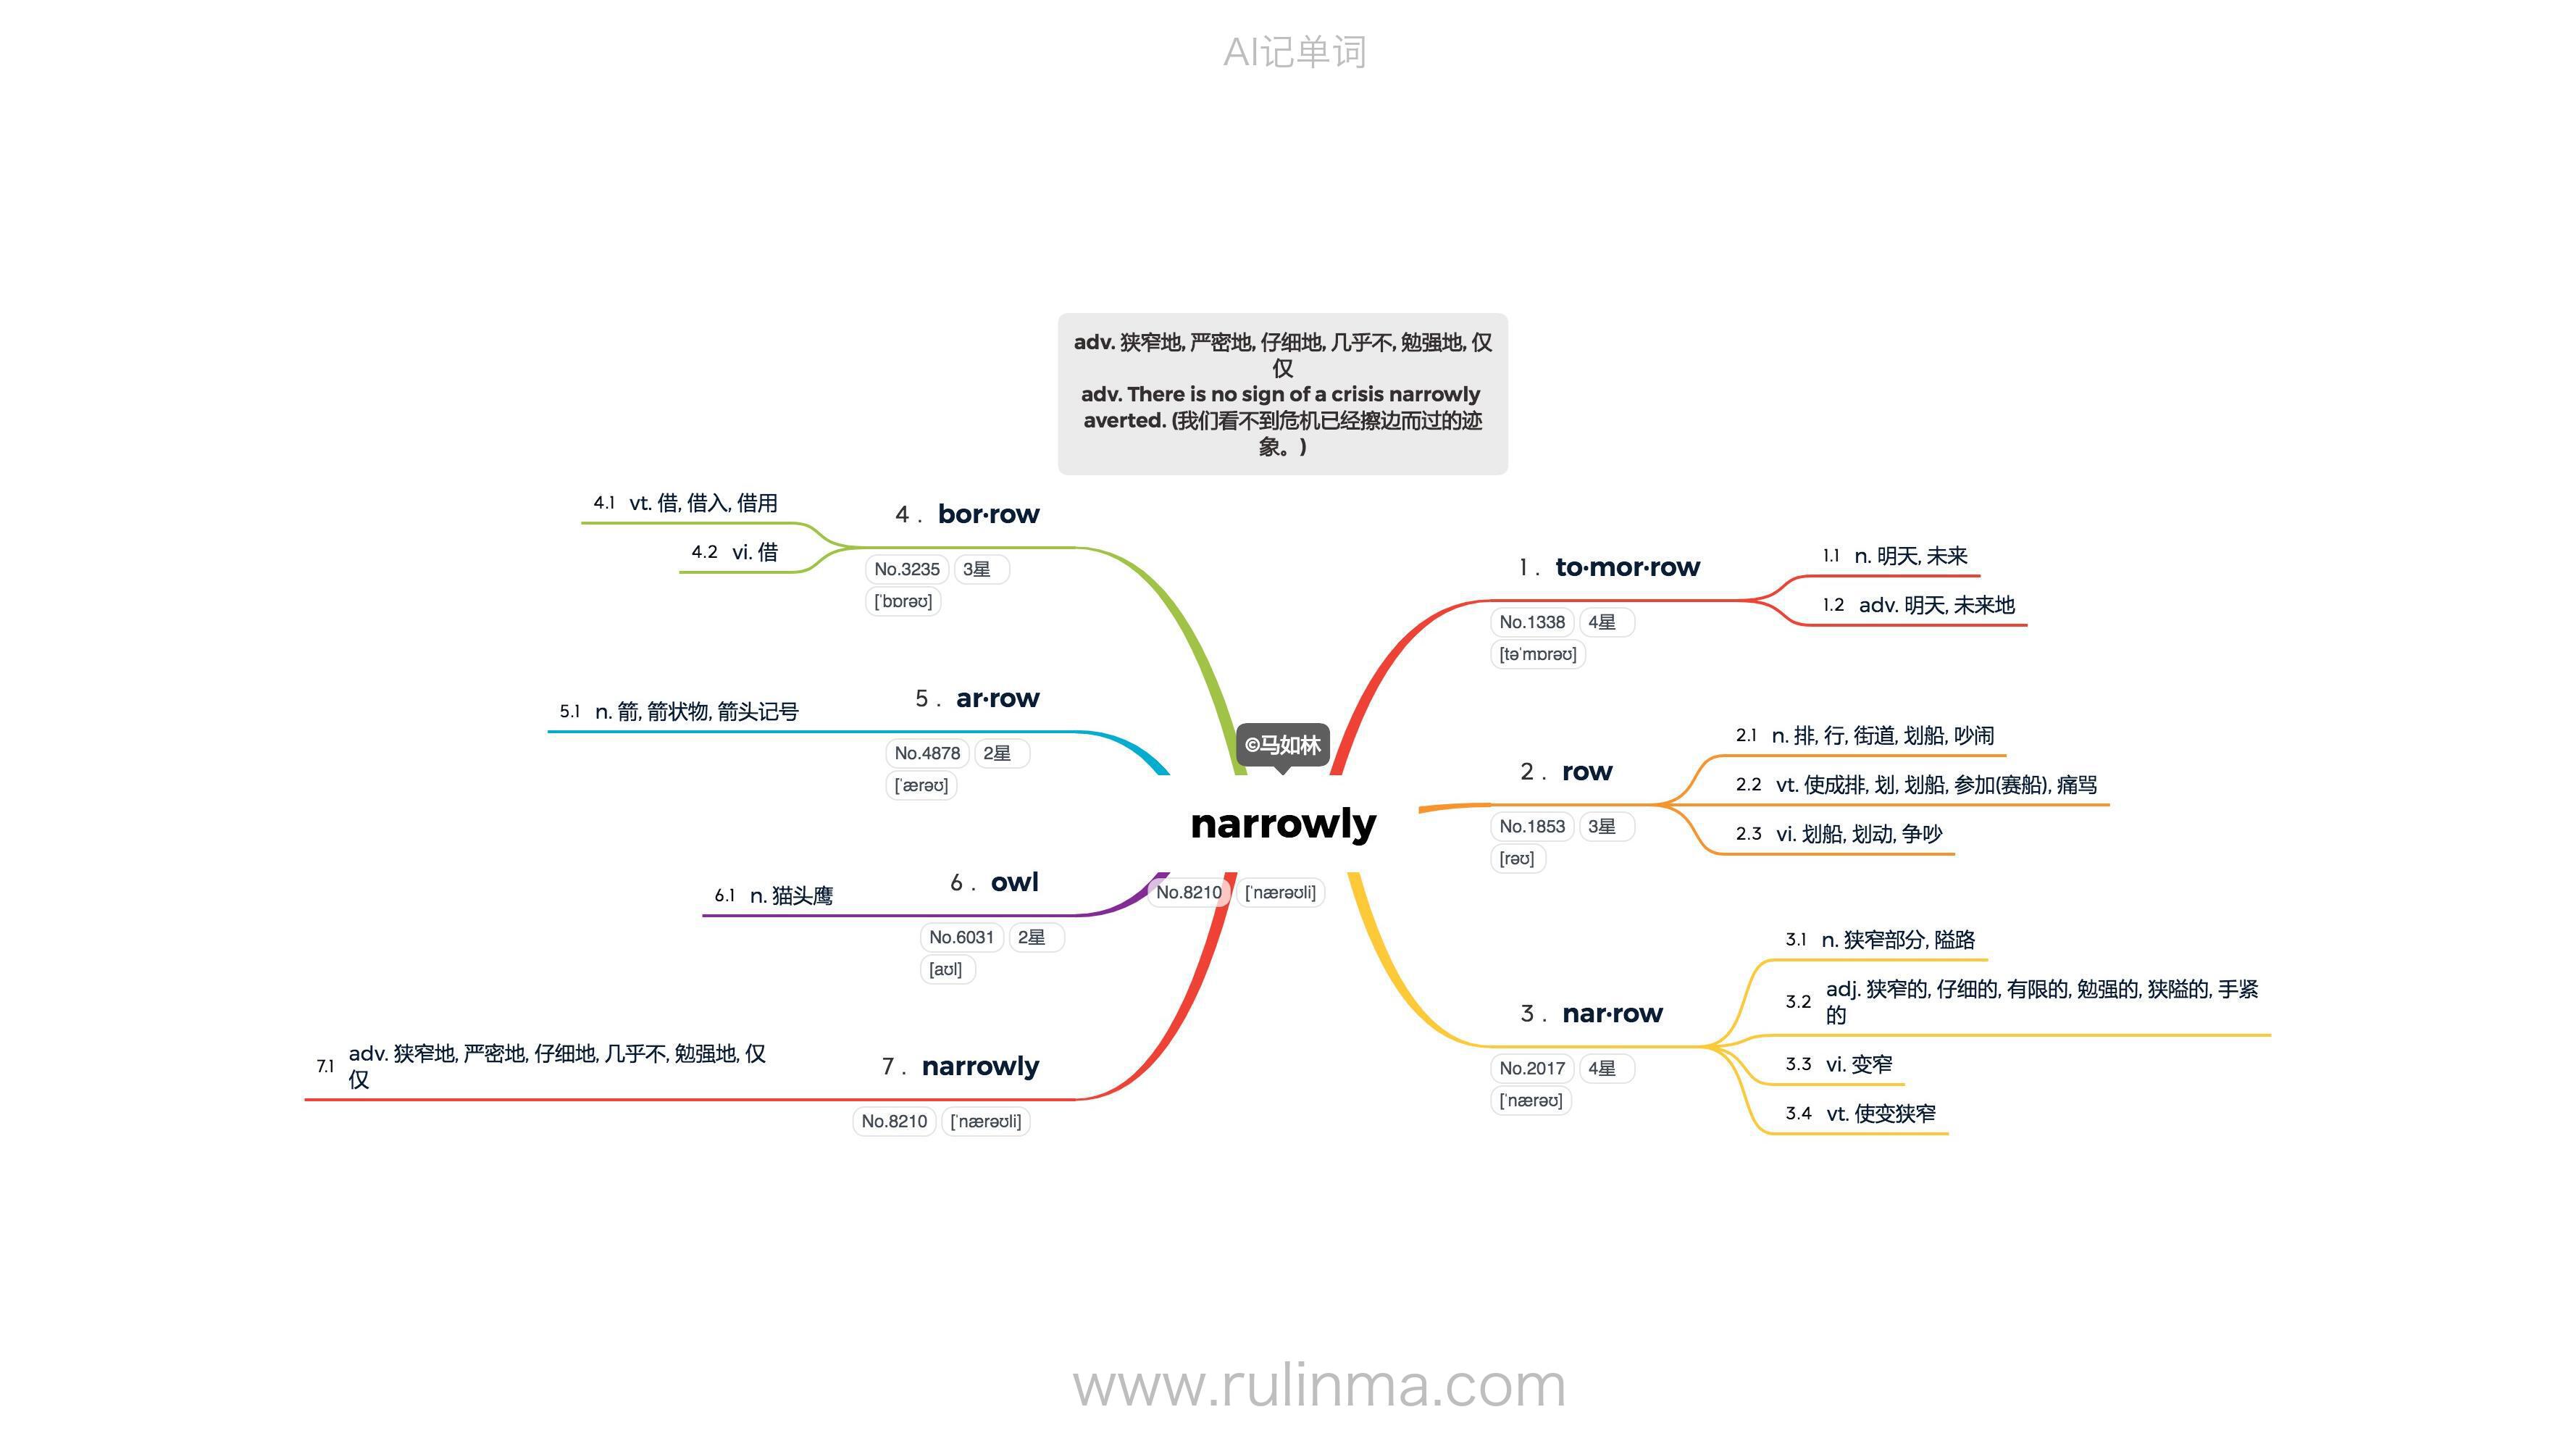 AI记单词
adv. 狭窄地, 严密地, 仔细地, 几乎不, 勉强地, 仅
仅
adv. There is no sign of a crisis narrowly
averted. (我们看不到危机已经擦边而过的迹
象。)
©马如林
narrowly
No.8210 [ˈnærəʊli]
1 . to·mor·row
No.1338 4星
[təˈmɒrəʊ]
1.1 n. 明天, 未来
1.2 adv. 明天, 未来地
2 . row
No.1853 3星
[rəʊ]
2.1 n. 排, 行, 街道, 划船, 吵闹
2.2 vt. 使成排, 划, 划船, 参加(赛船), 痛骂
2.3 vi. 划船, 划动, 争吵
3 . nar·row
No.2017 4星
[ˈnærəʊ]
3.1 n. 狭窄部分, 隘路
3.2 adj. 狭窄的, 仔细的, 有限的, 勉强的, 狭隘的, 手紧
的
3.3 vi. 变窄
3.4 vt. 使变狭窄
4 . bor·row
No.3235 3星
[ˈbɒrəʊ]
4.1 vt. 借, 借入, 借用
4.2 vi. 借
5 . ar·row
No.4878 2星
[ˈærəʊ]
5.1 n. 箭, 箭状物, 箭头记号
6 . owl
No.6031 2星
[aʊl]
6.1 n. 猫头鹰
7 . narrowly
No.8210 [ˈnærəʊli]
7.1 adv. 狭窄地, 严密地, 仔细地, 几乎不, 勉强地, 仅
仅
www.rulinma.com